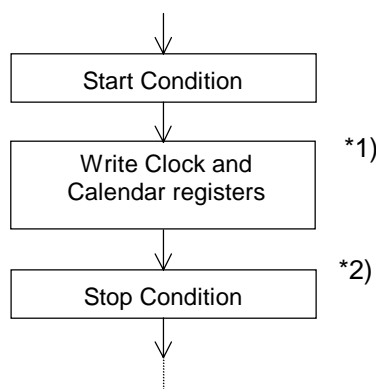 Start Condition
*1)
Write Clock and
Calendar registers
*2)
Stop Condition